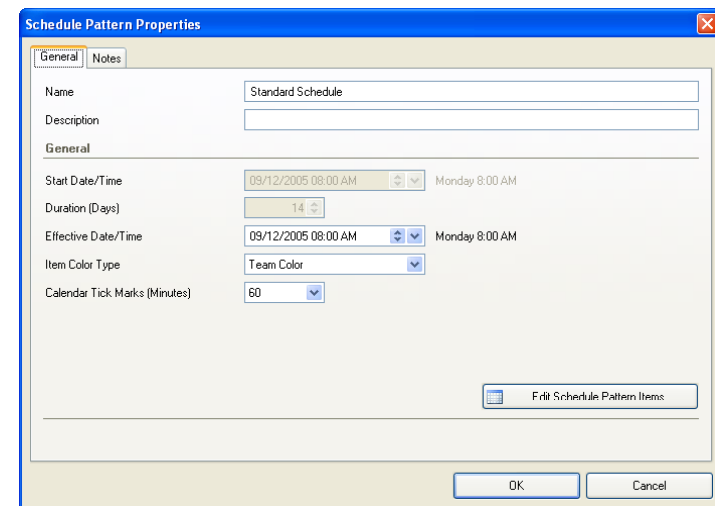 Schedule Pattern Properties
General Notes
Name Standard Schedule
Description
General
Start Date/Time 09/12/2005 08:00 AM Monday 8:00 AM
Duration (Days) 14
Effective Date/Time 09/12/2005 08:00 AM Monday 8:00 AM
Item Color Type Team Color
Calendar Tick Marks (Minutes) 60
Edit Schedule Pattern Items
OK Cancel